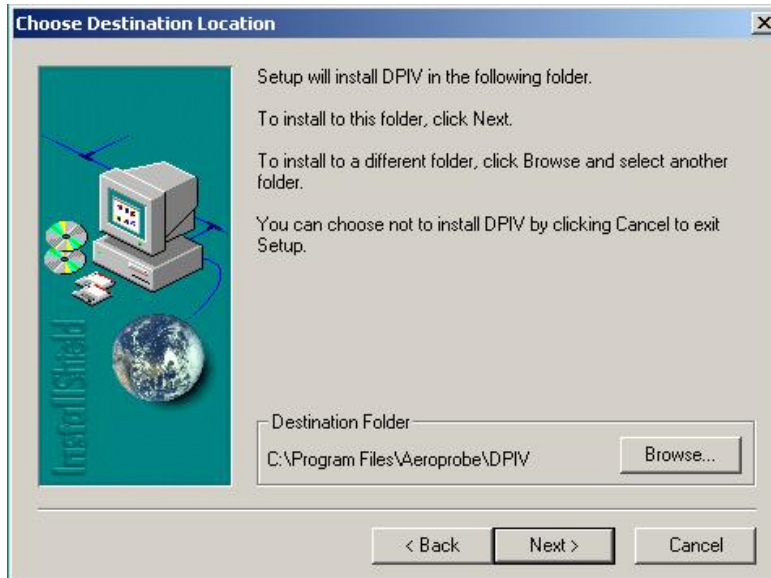 Choose Destination Location
Setup will install DPIV in the following folder.
To install to this folder, click Next.
To install to a different folder, click Browse and select another
folder.
You can choose not to install DPIV by clicking Cancel to exit
Setup.
InstallShield
Destination Folder
C:\Program Files\Aeroprobe\DPIV
Browse...
< Back
Next >
Cancel